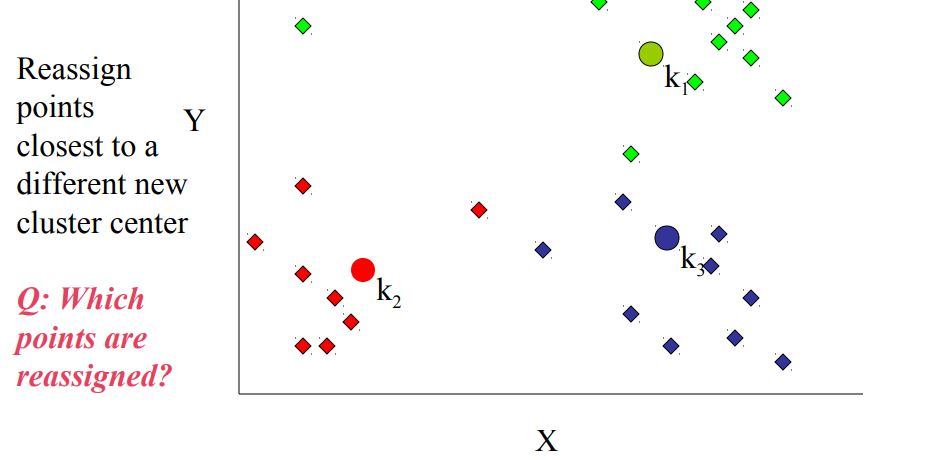 Reassign
points
closest to a
different new
cluster center
Q: Which
points are
reassigned?
Y
k1
k2
k3
X